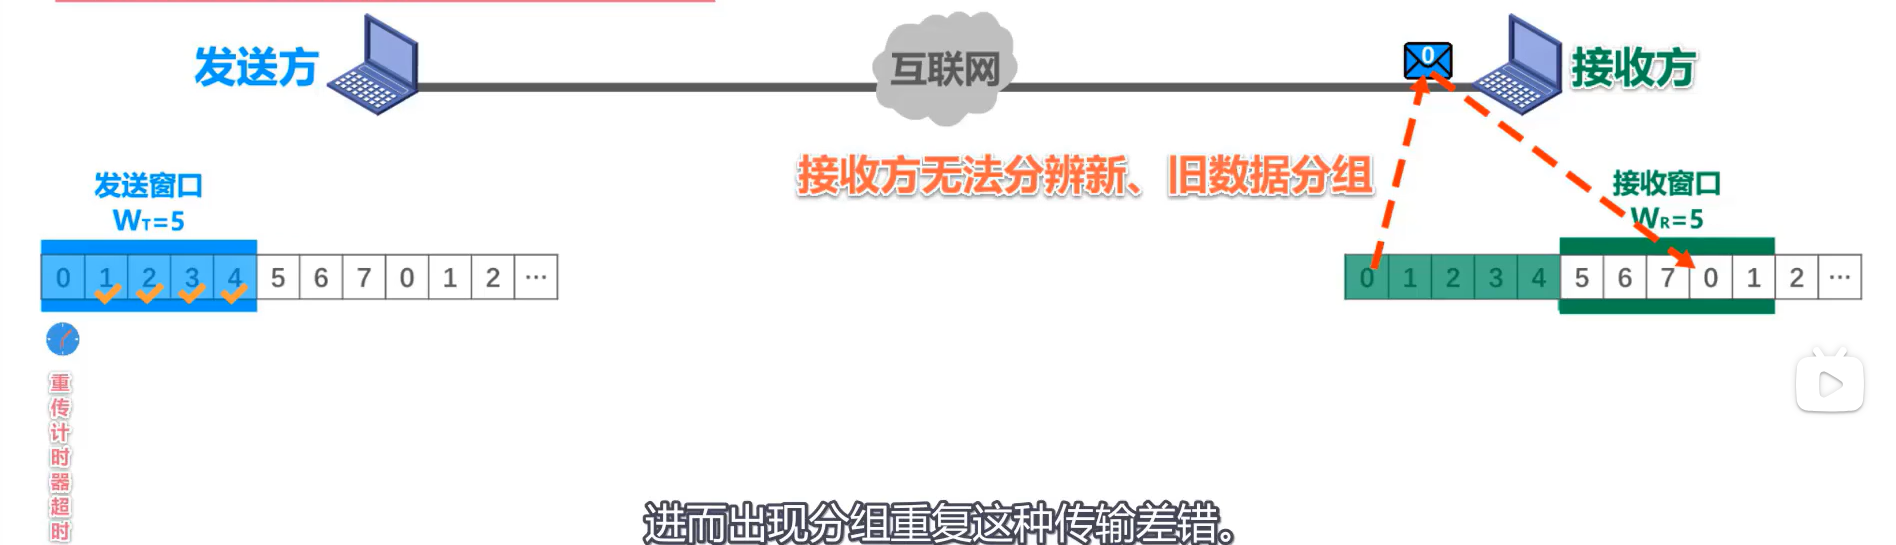 发送方
互联网
0
接收方
接收方无法分辨新、旧数据分组
发送窗口
WT=5
接收窗口
WR=5
0 1 2 3 4 5 6 7 0 1 2 ···
0 1 2 3 4 5 6 7 0 1 2 ···
重传计时器超时
进而出现分组重复这种传输差错。